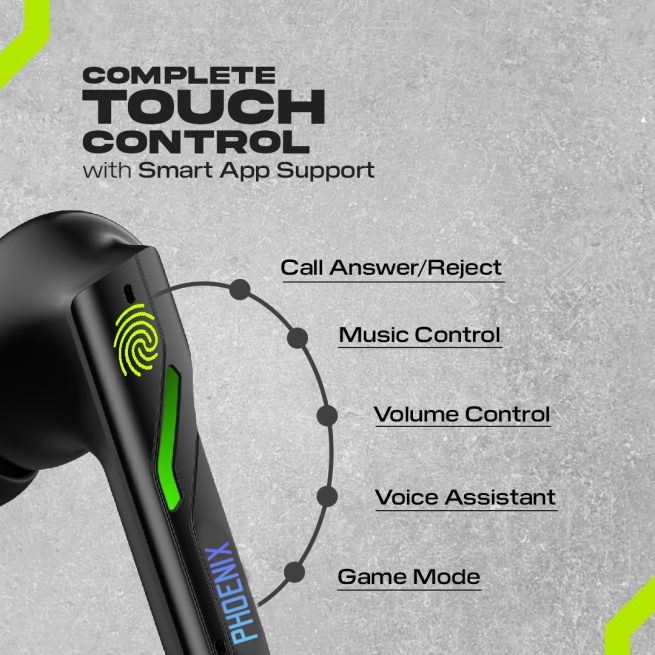 COMPLETE
TOUCH
CONTROL
with Smart App Support
Call Answer/Reject
Music Control
Volume Control
Voice Assistant
Game Mode
PHOENIX